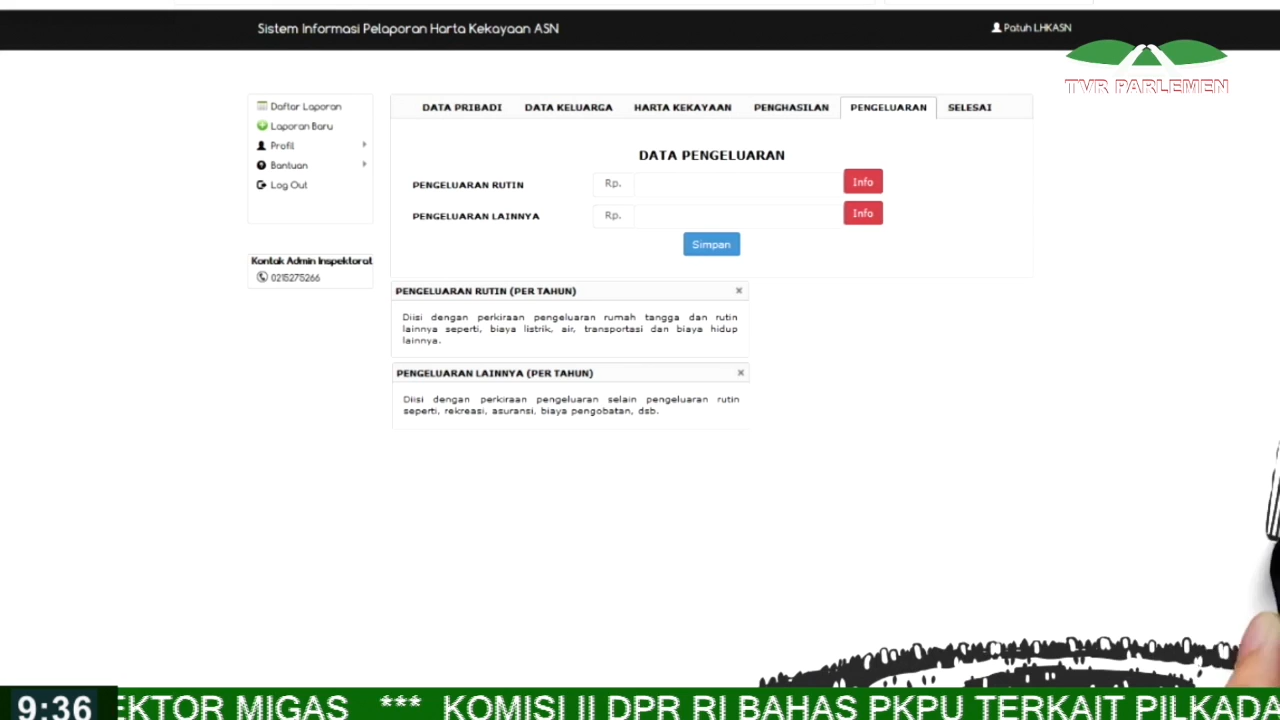 Sistem Informasi Pelaporan Harta Kekayaan ASN
Patuh LHKASN
TVR PARLEMEN
Daftar Laporan
Laporan Baru
Profil
Bantuan
Log Out
Kontak Admin Inspektorat
0215275266
DATA PRIBADI DATA KELUARGA HARTA KEKAYAAN PENGHASILAN PENGELUARAN SELESAI
DATA PENGELUARAN
PENGELUARAN RUTIN Rp. Info
PENGELUARAN LAINNYA Rp. Info
Simpan
PENGELUARAN RUTIN (PER TAHUN) ×
Diisi dengan perkiraan pengeluaran rumah tangga dan rutin
lainnya seperti, biaya listrik, air, transportasi dan biaya hidup
lainnya.
PENGELUARAN LAINNYA (PER TAHUN) ×
Diisi dengan perkiraan pengeluaran selain pengeluaran rutin
seperti, rekreasi, asuransi, biaya pengobatan, dsb.
9:36 EKTOR MIGAS *** KOMISI II DPR RI BAHAS PKPU TERKAIT PILKADA